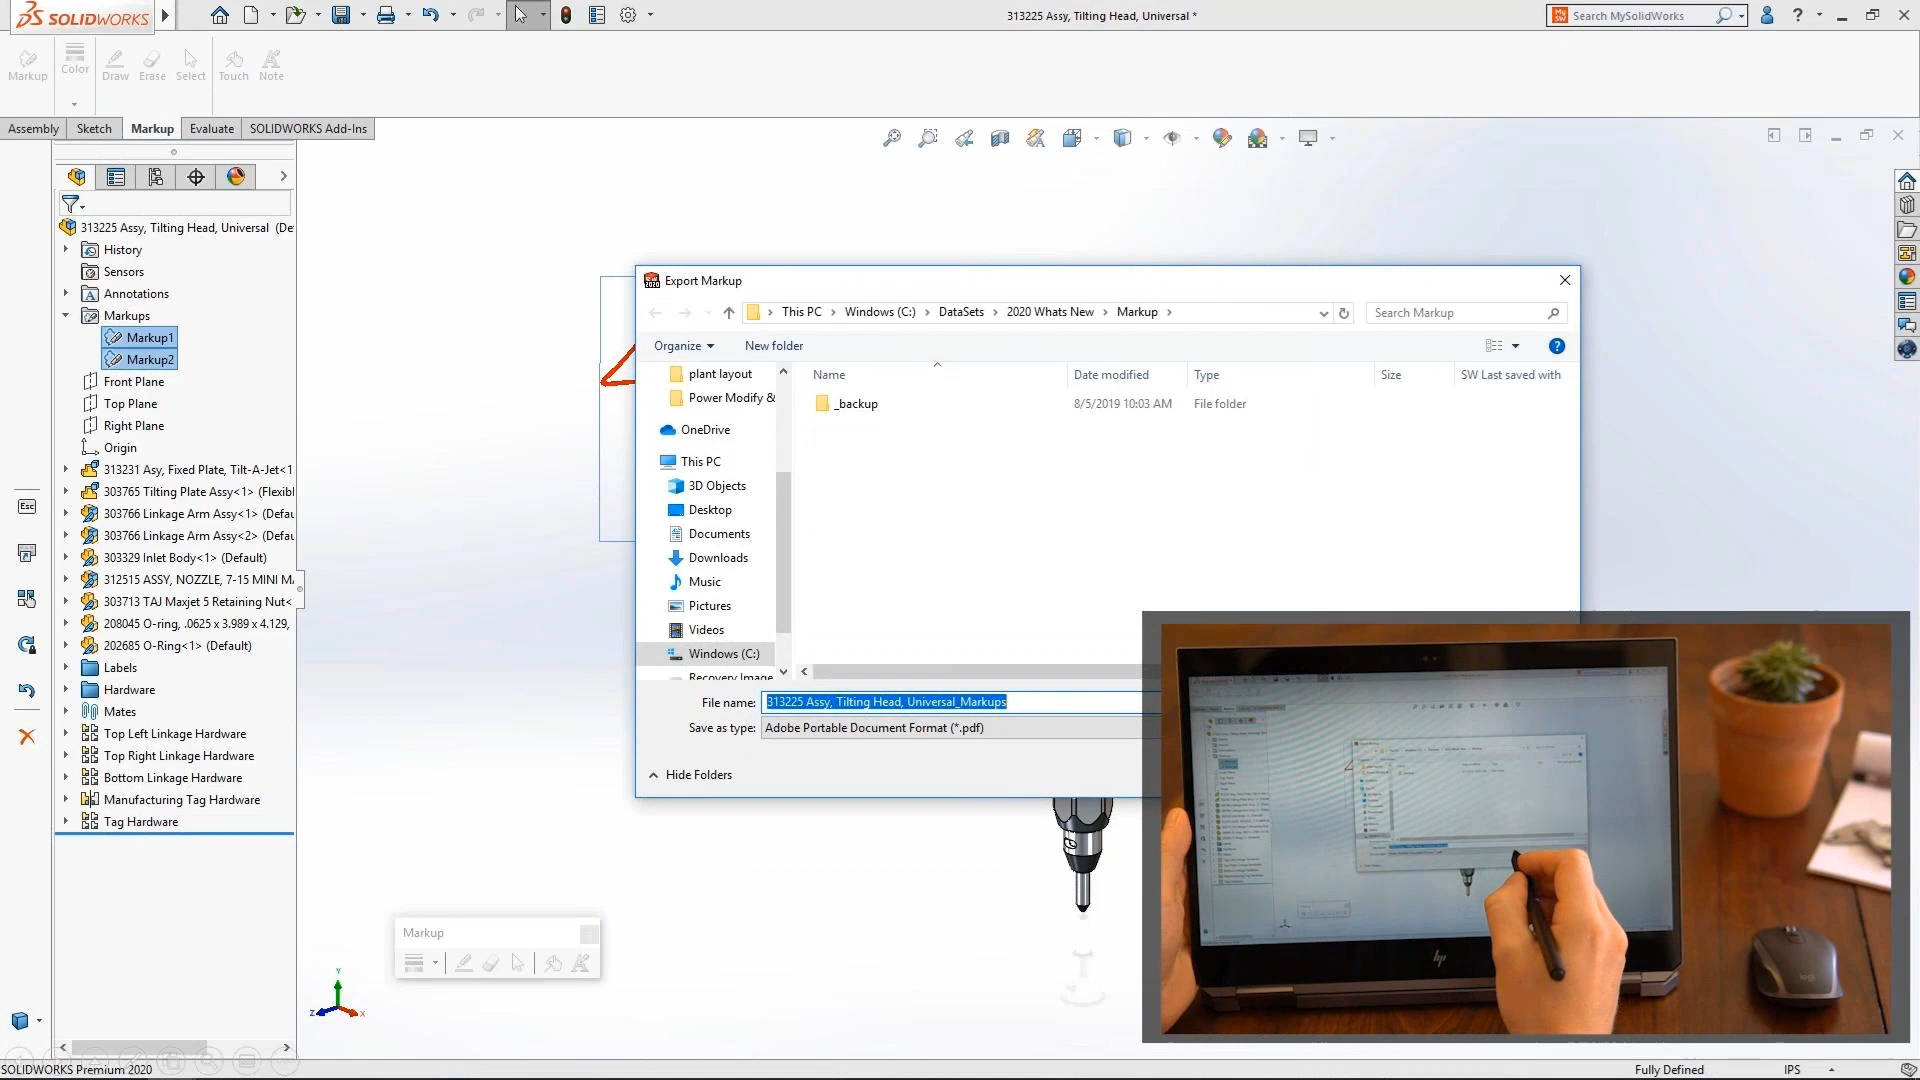 SOLIDWORKS
313225 Assy, Tilting Head, Universal *
Search MySolidWorks
Markup
Color
Draw
Erase
Select
Touch
Note
Assembly
Sketch
Markup
Evaluate
SOLIDWORKS Add-Ins
313225 Assy, Tilting Head, Universal (De
History
Sensors
Annotations
Markups
Markup1
Markup2
Front Plane
Top Plane
Right Plane
Origin
313231 Asy, Fixed Plate, Tilt-A-Jet<1
303765 Tilting Plate Assy<1> (Flexibl
303766 Linkage Arm Assy<1> (Defau
303766 Linkage Arm Assy<2> (Defau
303329 Inlet Body<1> (Default)
312515 ASSY, NOZZLE, 7-15 MINI MA
303713 TAJ Maxjet 5 Retaining Nut<
208045 O-ring, .0625 x 3.989 x 4.129,
202685 O-Ring<1> (Default)
Labels
Hardware
Mates
Top Left Linkage Hardware
Top Right Linkage Hardware
Bottom Linkage Hardware
Manufacturing Tag Hardware
Tag Hardware
Esc
Export Markup
This PC > Windows (C:) > DataSets > 2020 Whats New > Markup >
Search Markup
Organize
New folder
plant layout
Power Modify &
OneDrive
This PC
3D Objects
Desktop
Documents
Downloads
Music
Pictures
Videos
Windows (C:)
Recovery Image
Name
Date modified
Type
Size
SW Last saved with
_backup
8/5/2019 10:03 AM
File folder
File name: 313225 Assy, Tilting Head, Universal_Markups
Save as type: Adobe Portable Document Format (*.pdf)
Hide Folders
Markup
Y
Z
X
hp
logi
SOLIDWORKS Premium 2020
Fully Defined
IPS